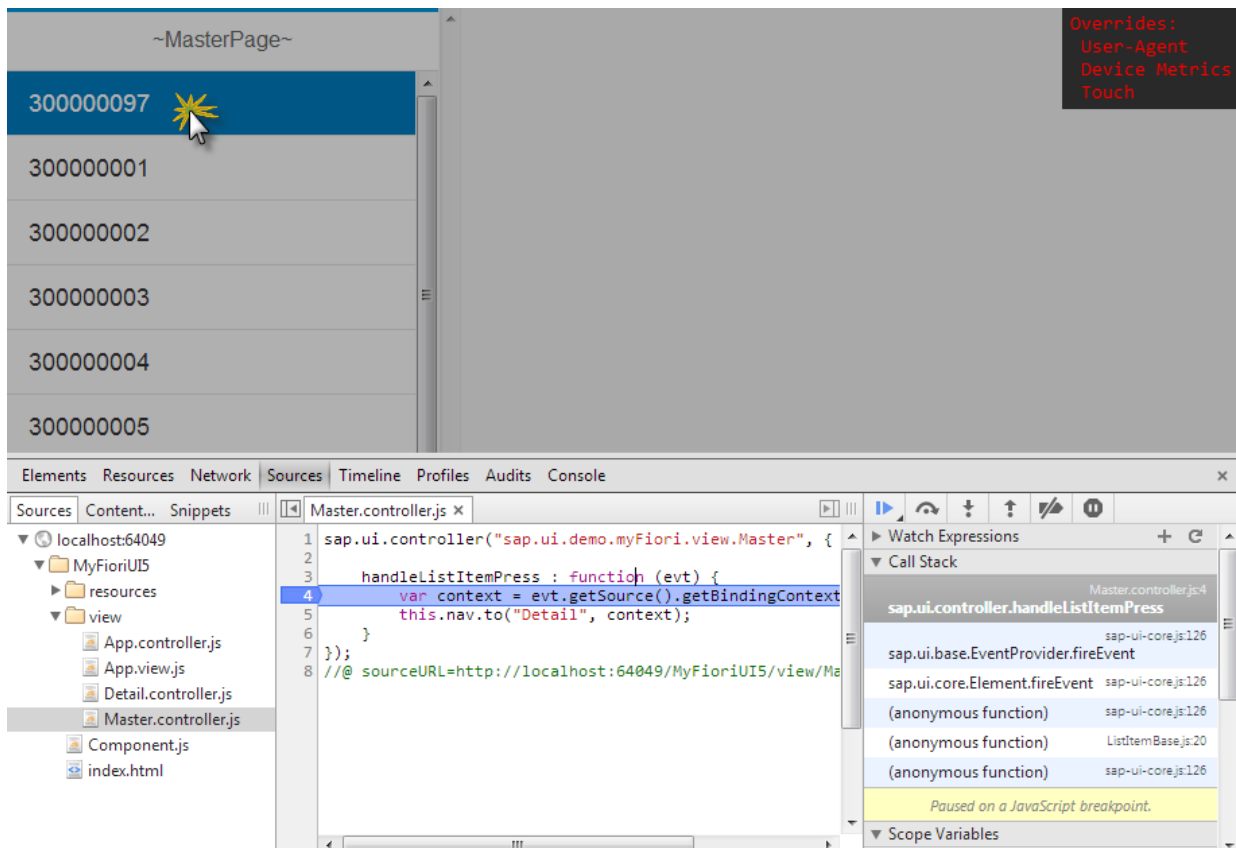 ~MasterPage~
Overrides:
User-Agent
Device Metrics
Touch
300000097
300000001
300000002
300000003
300000004
300000005
Elements Resources Network Sources Timeline Profiles Audits Console ×
Sources Content... Snippets
localhost:64049
MyFioriUI5
resources
view
App.controller.js
App.view.js
Detail.controller.js
Master.controller.js
Component.js
index.html
Master.controller.js ×
1 sap.ui.controller("sap.ui.demo.myFiori.view.Master", {
2
3 handleListItemPress : function (evt) {
4 var context = evt.getSource().getBindingContext
5 this.nav.to("Detail", context);
6 }
7 });
8 //@ sourceURL=http://localhost:64049/MyFioriUI5/view/Ma
Watch Expressions
Call Stack
Master.controller.js:4
sap.ui.controller.handleListItemPress
sap-ui-core.js:126
sap.ui.base.EventProvider.fireEvent
sap.ui.core.Element.fireEvent sap-ui-core.js:126
(anonymous function) sap-ui-core.js:126
(anonymous function) ListItemBase.js:20
(anonymous function) sap-ui-core.js:126
Paused on a JavaScript breakpoint.
Scope Variables